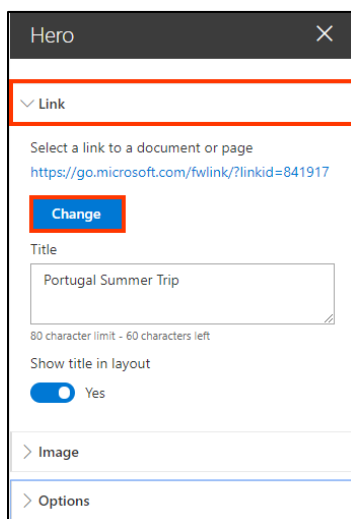 Hero
Link
Select a link to a document or page
https://go.microsoft.com/fwlink/?linkid=841917
Change
Title
Portugal Summer Trip
80 character limit - 60 characters left
Show title in layout
Yes
Image
Options